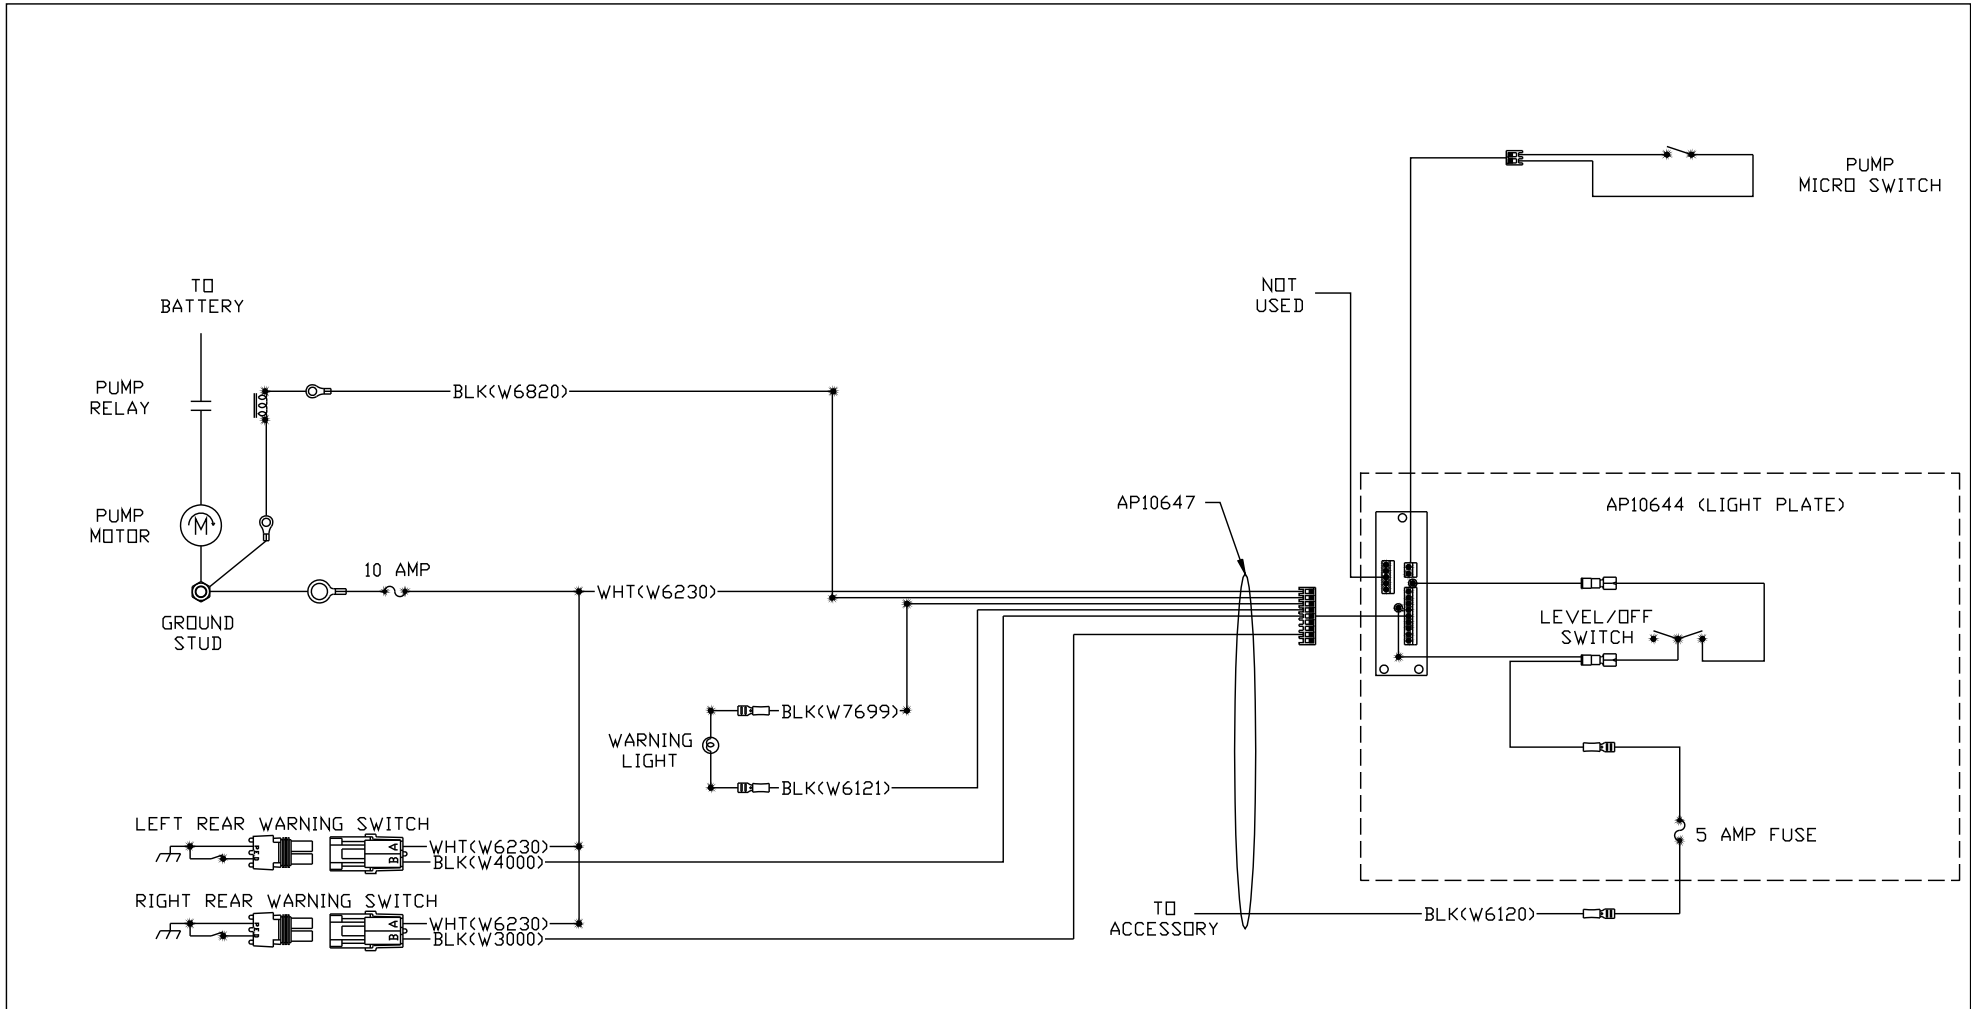 PUMP
MICRO SWITCH
TO
BATTERY
NOT
USED
PUMP
RELAY
BLK(W6820)
AP10647
AP10644 (LIGHT PLATE)
PUMP
MOTOR
M
10 AMP
WHT(W6230)
GROUND
STUD
LEVEL/OFF
SWITCH
BLK(W7699)
WARNING
LIGHT
BLK(W6121)
LEFT REAR WARNING SWITCH
A
WHT(W6230)
B
BLK(W4000)
5 AMP FUSE
RIGHT REAR WARNING SWITCH
A
WHT(W6230)
B
BLK(W3000)
TO
ACCESSORY
BLK(W6120)